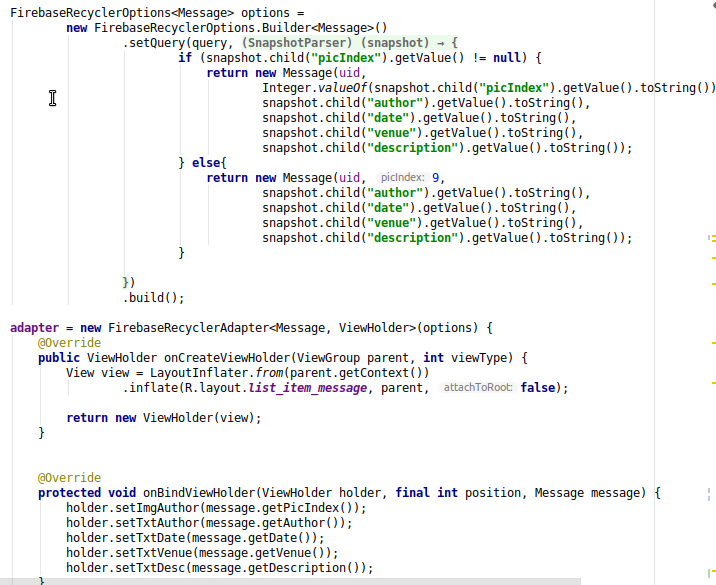 FirebaseRecyclerOptions<Message> options =
new FirebaseRecyclerOptions.Builder<Message>()
.setQuery(query, (SnapshotParser) (snapshot) → {
if (snapshot.child("picIndex").getValue() != null) {
return new Message(uid,
Integer.valueOf(snapshot.child("picIndex").getValue().toString())
snapshot.child("author").getValue().toString(),
snapshot.child("date").getValue().toString(),
snapshot.child("venue").getValue().toString(),
snapshot.child("description").getValue().toString());
} else{
return new Message(uid, picIndex: 9,
snapshot.child("author").getValue().toString(),
snapshot.child("date").getValue().toString(),
snapshot.child("venue").getValue().toString(),
snapshot.child("description").getValue().toString());
}
})
.build();
adapter = new FirebaseRecyclerAdapter<Message, ViewHolder>(options) {
@Override
public ViewHolder onCreateViewHolder(ViewGroup parent, int viewType) {
View view = LayoutInflater.from(parent.getContext())
.inflate(R.layout.list_item_message, parent, attachToRoot: false);
return new ViewHolder(view);
}
@Override
protected void onBindViewHolder(ViewHolder holder, final int position, Message message) {
holder.setImgAuthor(message.getPicIndex());
holder.setTxtAuthor(message.getAuthor());
holder.setTxtDate(message.getDate());
holder.setTxtVenue(message.getVenue());
holder.setTxtDesc(message.getDescription());
}